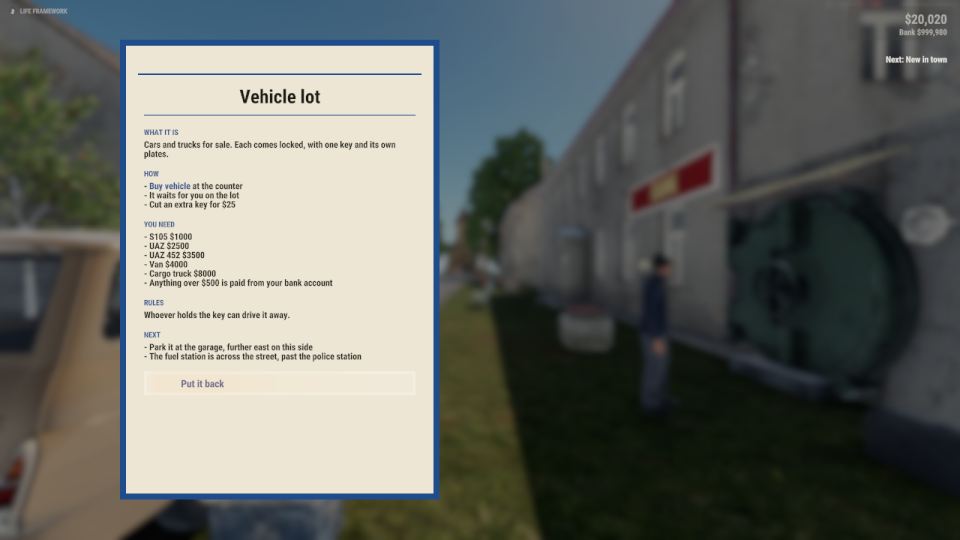 LIFE FRAMEWORK
$20,020
Bank $999,980
Next: New in town
Vehicle lot
WHAT IT IS
Cars and trucks for sale. Each comes locked, with one key and its own
plates.
HOW
- Buy vehicle at the counter
- It waits for you on the lot
- Cut an extra key for $25
YOU NEED
- S105 $1000
- UAZ $2500
- UAZ 452 $3500
- Van $4000
- Cargo truck $8000
- Anything over $500 is paid from your bank account
RULES
Whoever holds the key can drive it away.
NEXT
- Park it at the garage, further east on this side
- The fuel station is across the street, past the police station
Put it back